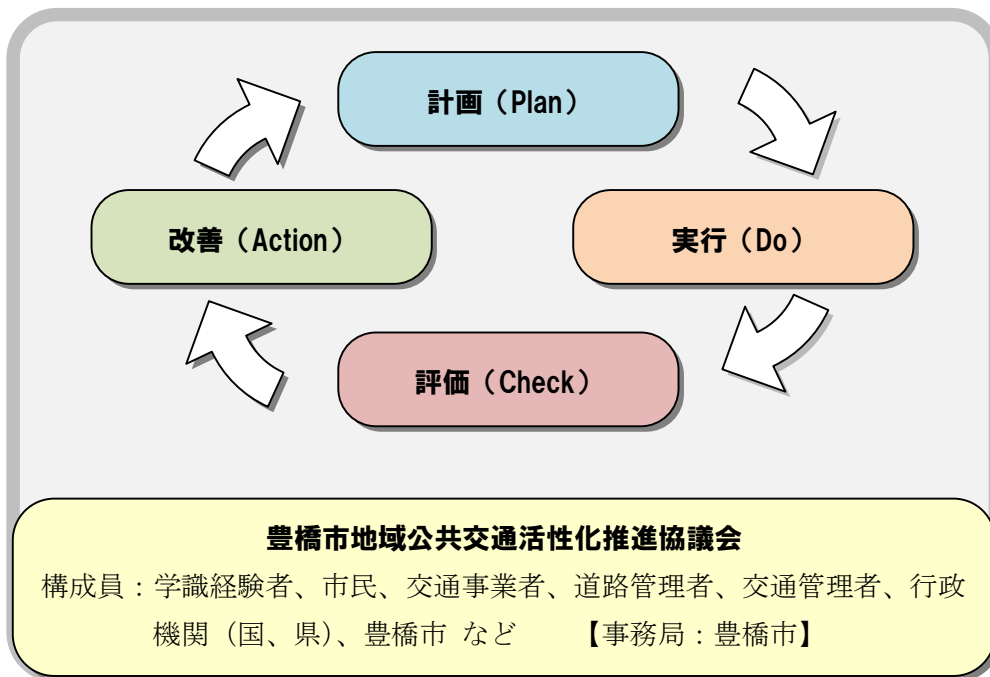 計画（Plan）
改善（Action）
実行（Do）
評価（Check）
豊橋市地域公共交通活性化推進協議会
構成員：学識経験者、市民、交通事業者、道路管理者、交通管理者、行政
機関（国、県）、豊橋市 など　　【事務局：豊橋市】